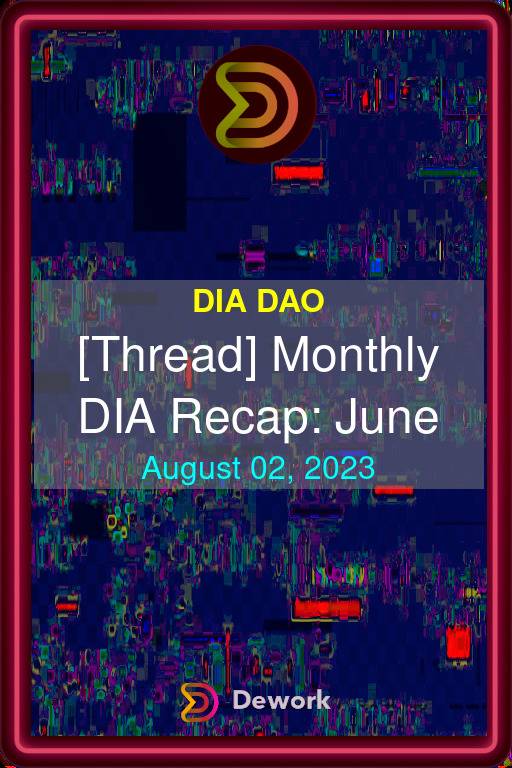 DIA DAO
[Thread] Monthly
DIA Recap: June
August 02, 2023
Dework